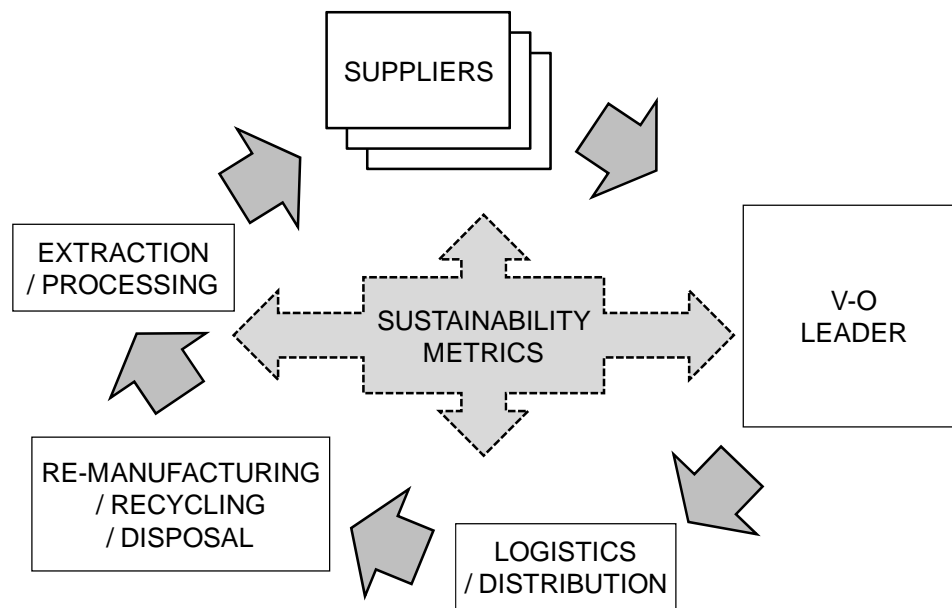 SUPPLIERS
EXTRACTION
/ PROCESSING
V-O
LEADER
SUSTAINABILITY
METRICS
RE-MANUFACTURING
/ RECYCLING
/ DISPOSAL
LOGISTICS
/ DISTRIBUTION